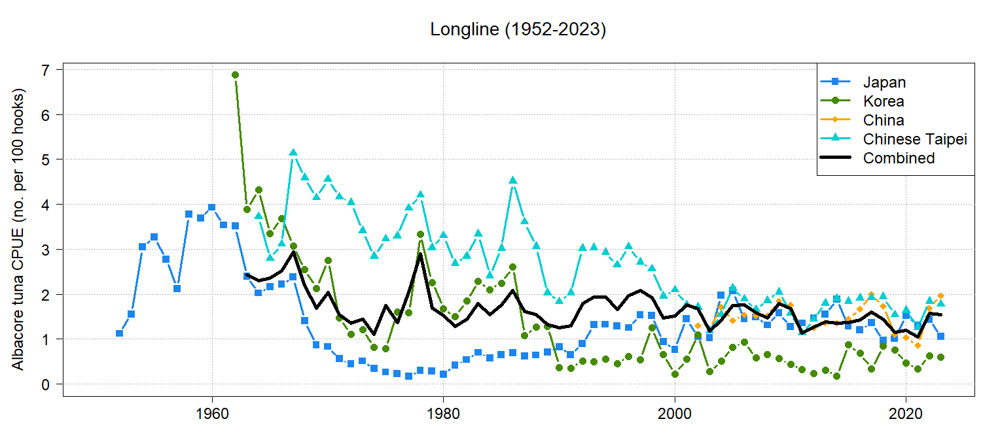 Longline (1952-2023)
Albacore tuna CPUE (no. per 100 hooks)
7
6
5
4
3
2
1
0
1960
1980
2000
2020
Japan
Korea
China
Chinese Taipei
Combined